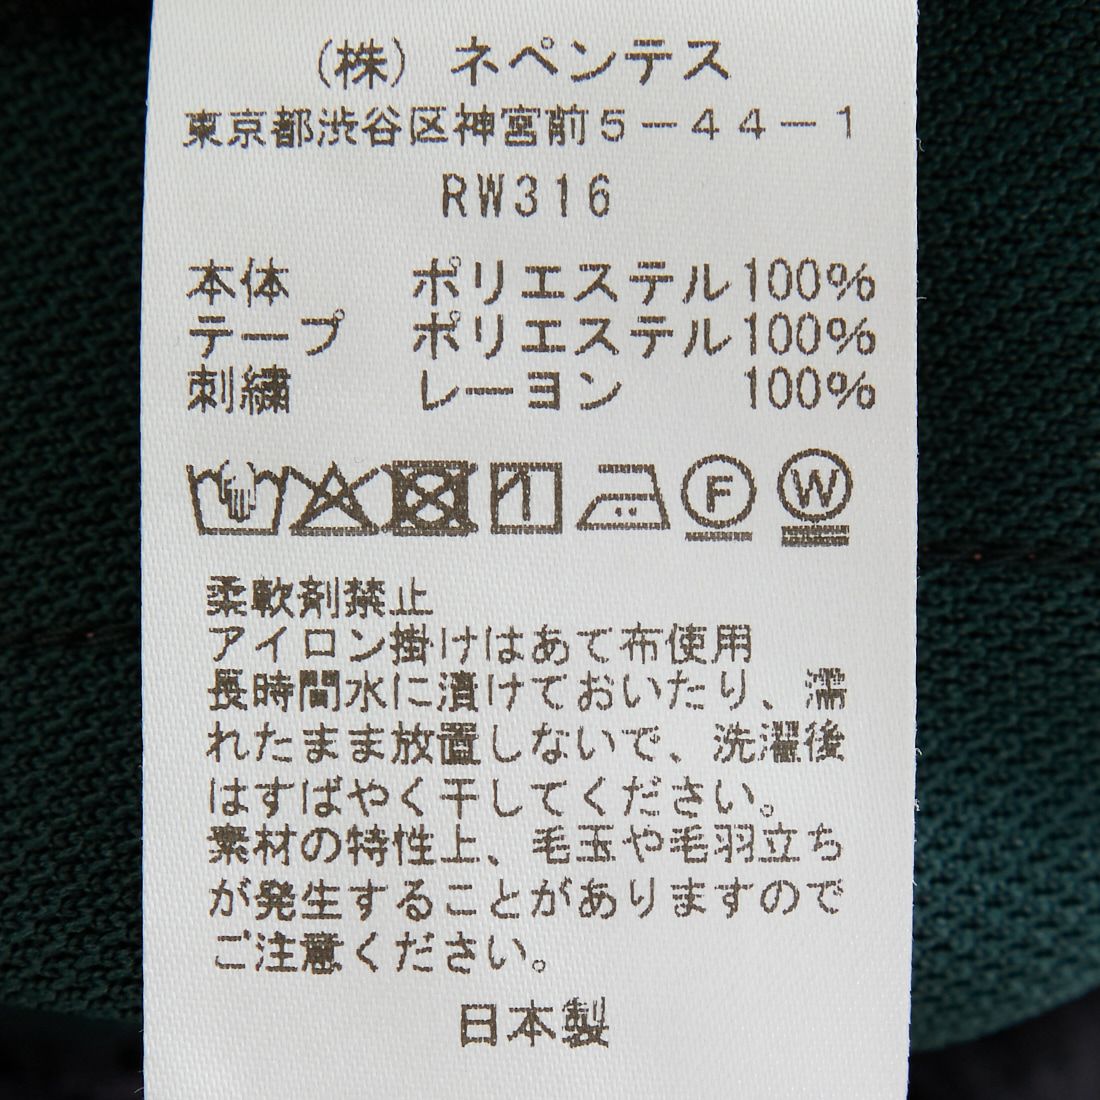 (株) ネペンテス
東京都渋谷区神宮前5-44-1
RW316
本体 ポリエステル100%
テープ ポリエステル100%
刺繍 レーヨン 100%
F W
柔軟剤禁止
アイロン掛けはあて布使用
長時間水に漬けておいたり、濡
れたまま放置しないで、洗濯後
はすばやく干してください。
素材の特性上、毛玉や毛羽立ち
が発生することがありますので
ご注意ください。
日本製